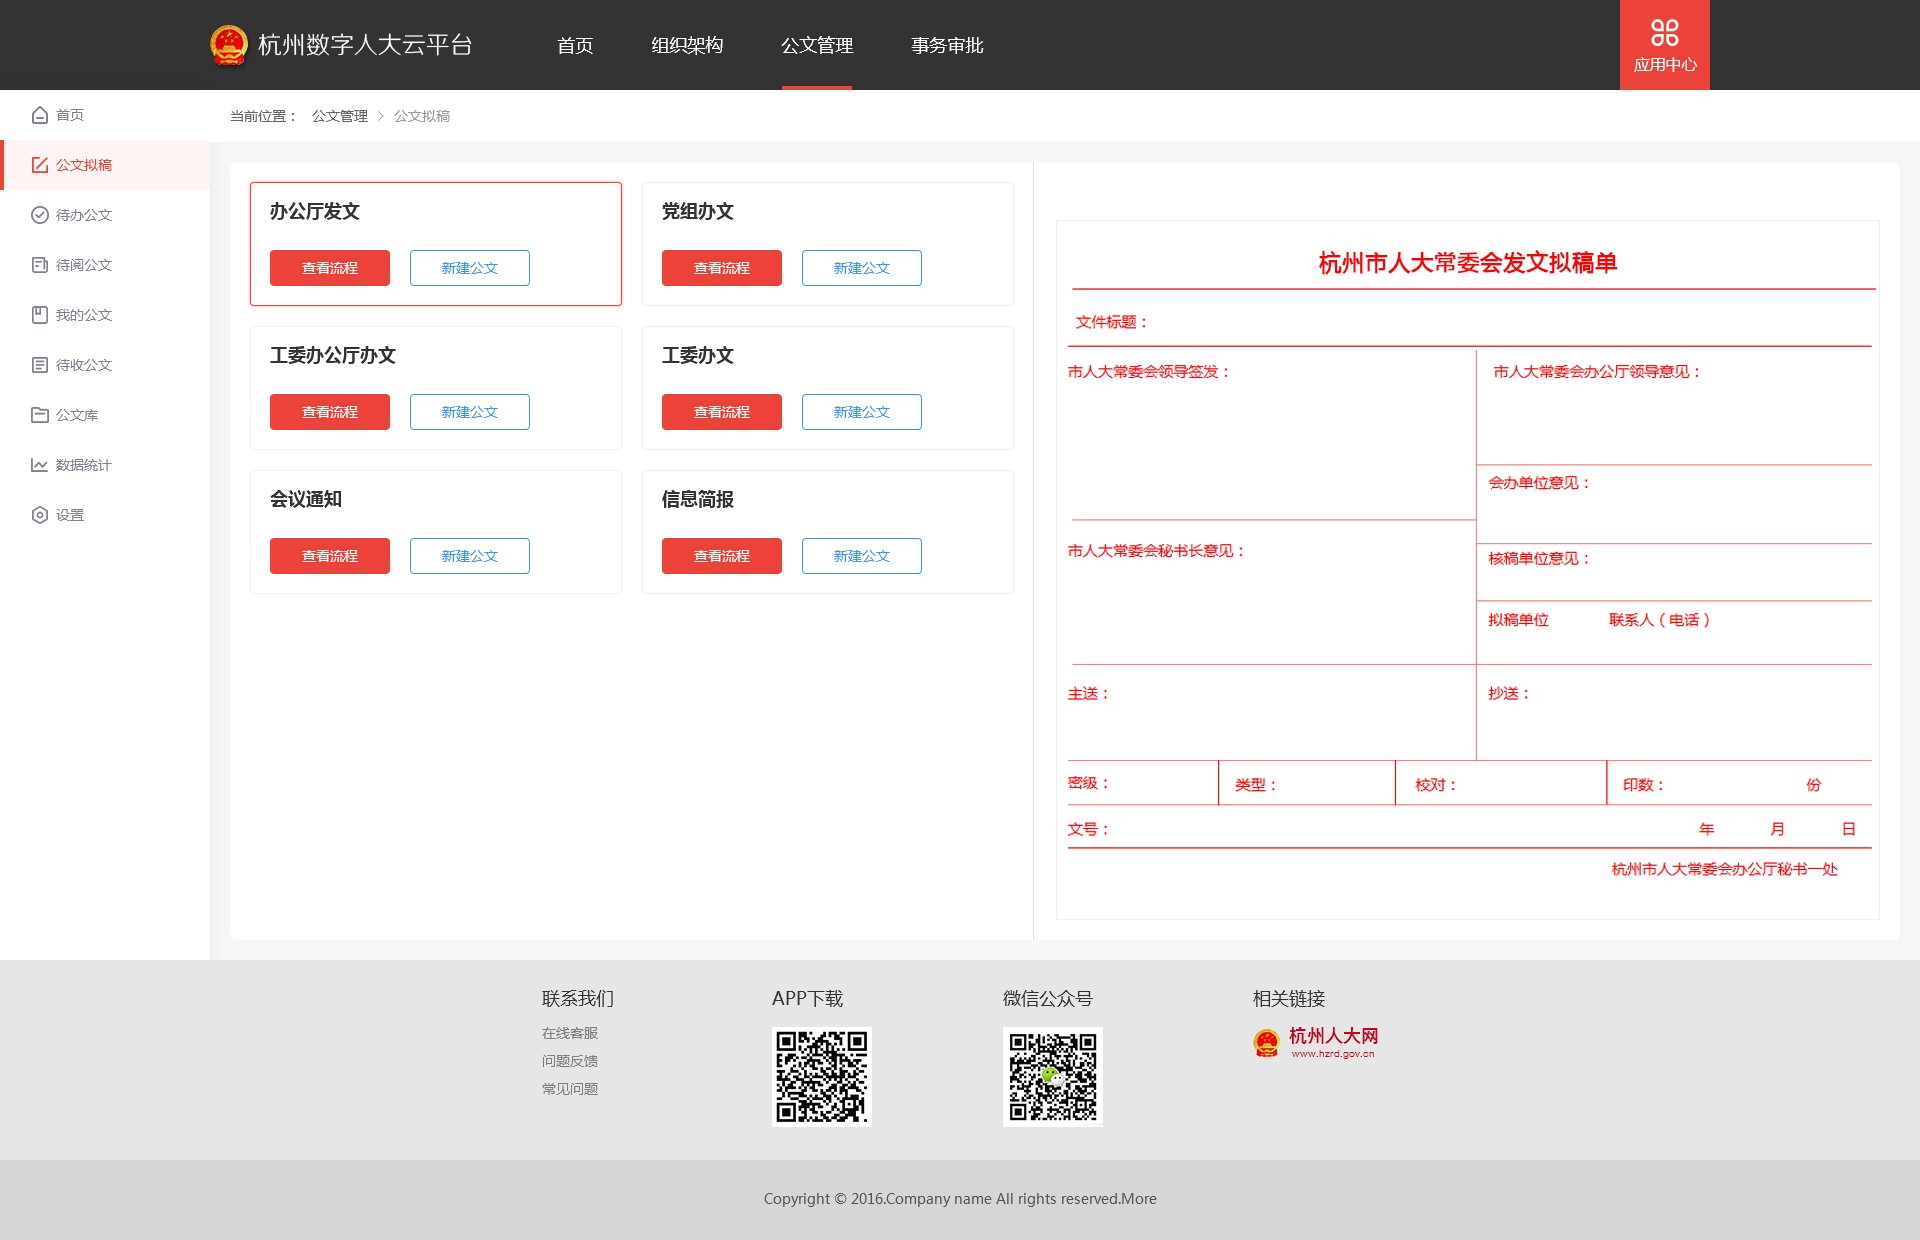 杭州数字人大云平台
首页
组织架构
公文管理
事务审批
应用中心
首页
公文拟稿
待办公文
待阅公文
我的公文
待收公文
公文库
数据统计
设置
当前位置：
公文管理
公文拟稿
办公厅发文
查看流程
新建公文
党组办文
查看流程
新建公文
工委办公厅办文
查看流程
新建公文
工委办文
查看流程
新建公文
会议通知
查看流程
新建公文
信息简报
查看流程
新建公文
杭州市人大常委会发文拟稿单
文件标题：
市人大常委会领导签发：
市人大常委会办公厅领导意见：
会办单位意见：
市人大常委会秘书长意见：
核稿单位意见：
拟稿单位
联系人（电话）
主送：
抄送：
密级：
类型：
校对：
印数：
份
文号：
年
月
日
杭州市人大常委会办公厅秘书一处
联系我们
在线客服
问题反馈
常见问题
APP下载
微信公众号
相关链接
杭州人大网
www.hzrd.gov.cn
Copyright © 2016.Company name All rights reserved.More